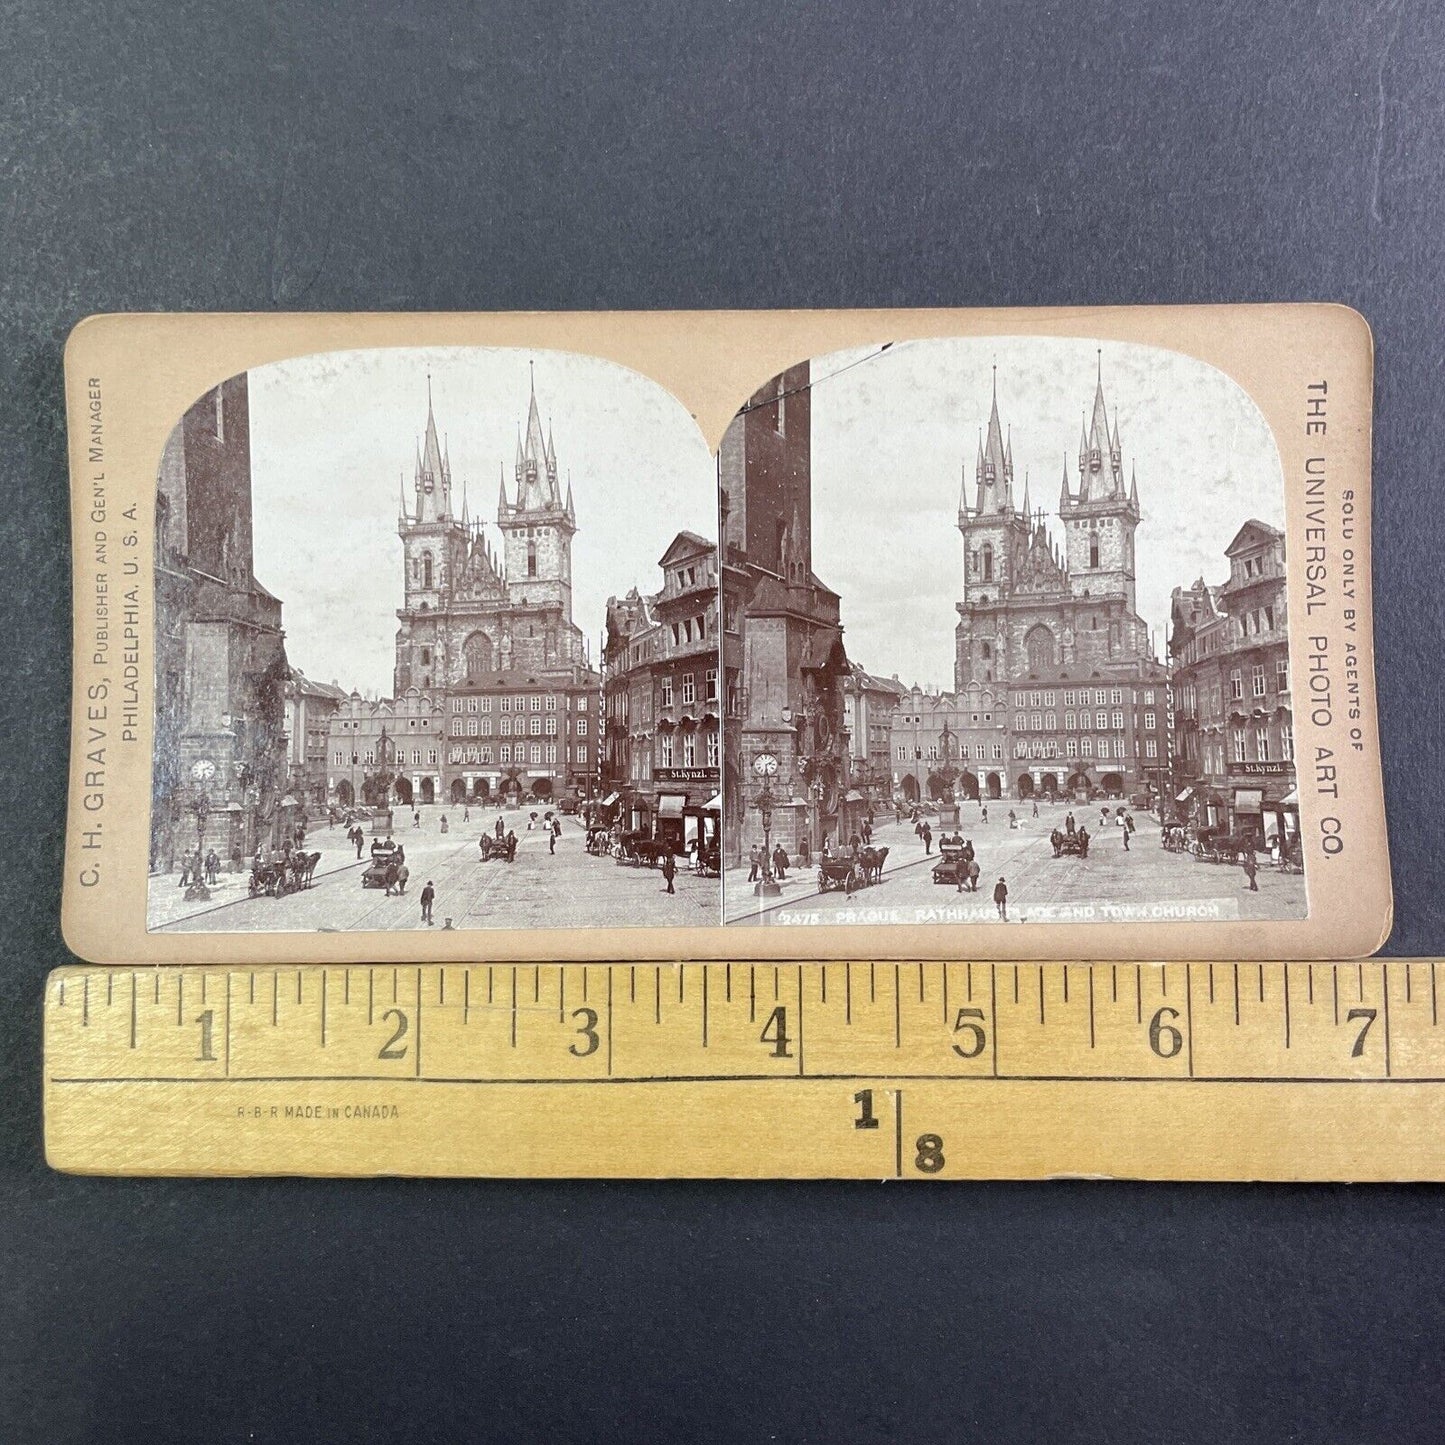 C. H. GRAVES, PUBLISHER AND GEN'L MANAGER
PHILADELPHIA, U. S. A.
St. Kynzl.
St. Kynzl.
PRAGUE RATHHAUS PLACE AND TOWN CHURCH
SOLD ONLY BY AGENTS OF
THE UNIVERSAL PHOTO ART CO.
1 2 3 4 5 6 7
R-B-R MADE IN CANADA
1
8